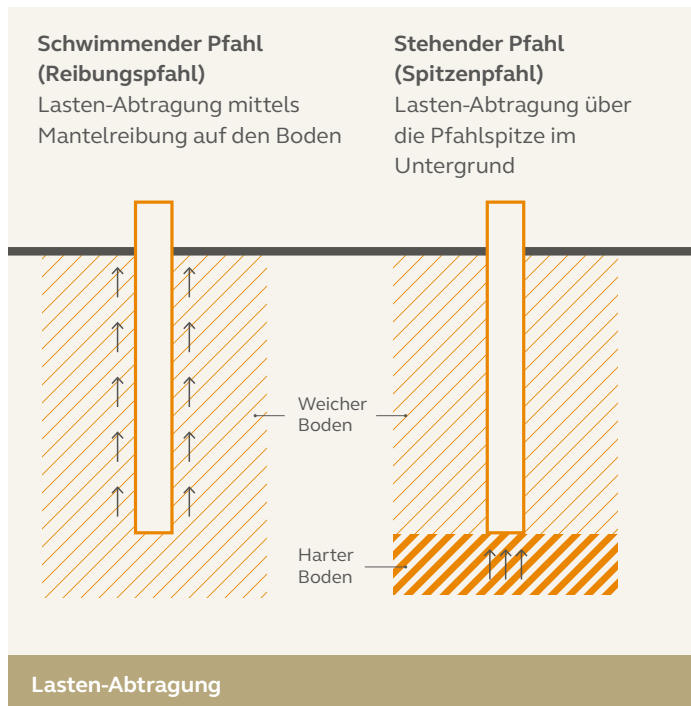 Schwimmender Pfahl
(Reibungspfahl)
Lasten-Abtragung mittels
Mantelreibung auf den Boden
Stehender Pfahl
(Spitzenpfahl)
Lasten-Abtragung über
die Pfahlspitze im
Untergrund
Weicher
Boden
Harter
Boden
Lasten-Abtragung